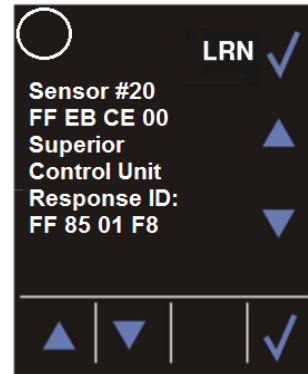 LRN
Sensor #20
FF EB CE 00
Superior
Control Unit
Response ID:
FF 85 01 F8